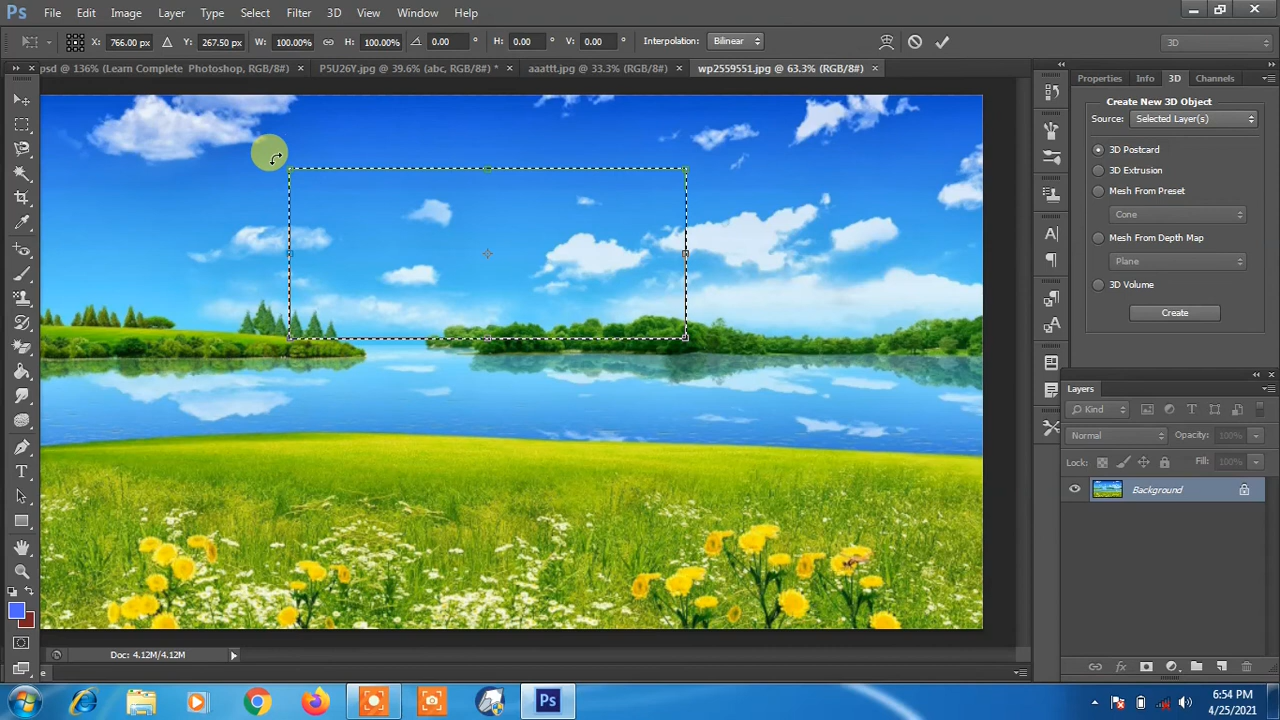 Ps File Edit Image Layer Type Select Filter 3D View Window Help
X: 766.00 px Y: 267.50 px W: 100.00% H: 100.00% 0.00 ° H: 0.00 ° V: 0.00 ° Interpolation: Bilinear 3D
psd @ 136% (Learn Complete Photoshop, RGB/8#) × P5U26Y.jpg @ 39.6% (abc, RGB/8#) * × aaattt.jpg @ 33.3% (RGB/8#) × wp2559551.jpg @ 63.3% (RGB/8#) ×
Properties Info 3D Channels
Create New 3D Object
Source: Selected Layer(s)
3D Postcard
3D Extrusion
Mesh From Preset
Cone
Mesh From Depth Map
Plane
3D Volume
Create
Layers
Kind
Normal Opacity: 100%
Lock: Fill: 100%
Background
Doc: 4.12M/4.12M
Ps
6:54 PM
4/25/2021